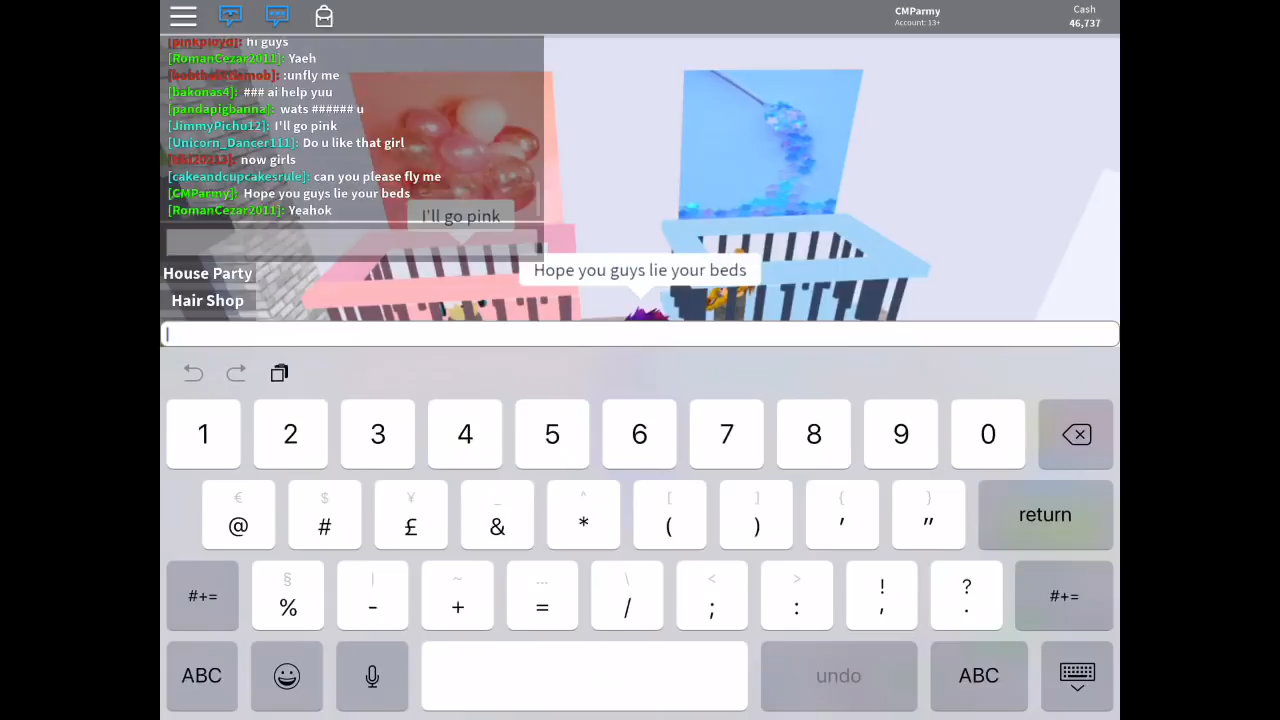 CMParmy
Account: 13+
Cash
46,737
[pinkployd]: hi guys
[RomanCezar2011]: Yaeh
:unfly me
[bakonas4]: ### ai help yuu
[pandapigbanna]: wats ###### u
[JimmyPichu12]: I'll go pink
[Unicorn_Dancer111]: Do u like that girl
now girls
[cakeandcupcakesrule]: can you please fly me
[CMParmy]: Hope you guys lie your beds
[RomanCezar2011]: Yeahok
I'll go pink
Hope you guys lie your beds
House Party
Hair Shop
1 2 3 4 5 6 7 8 9 0
€ $ ¥ _ ^ [ ] { }
@ # £ & * ( ) ' "
return
§ | ~ ... \ < > ! ?
#+= % - + = / ; : , . #+=
ABC undo ABC